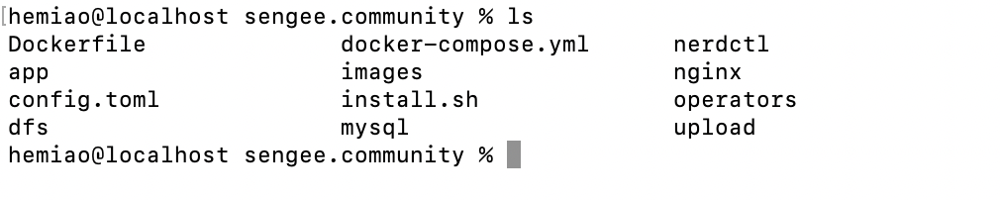 [hemiao@localhost sengee.community % ls
Dockerfile docker-compose.yml nerdctl
app images nginx
config.toml install.sh operators
dfs mysql upload
hemiao@localhost sengee.community %